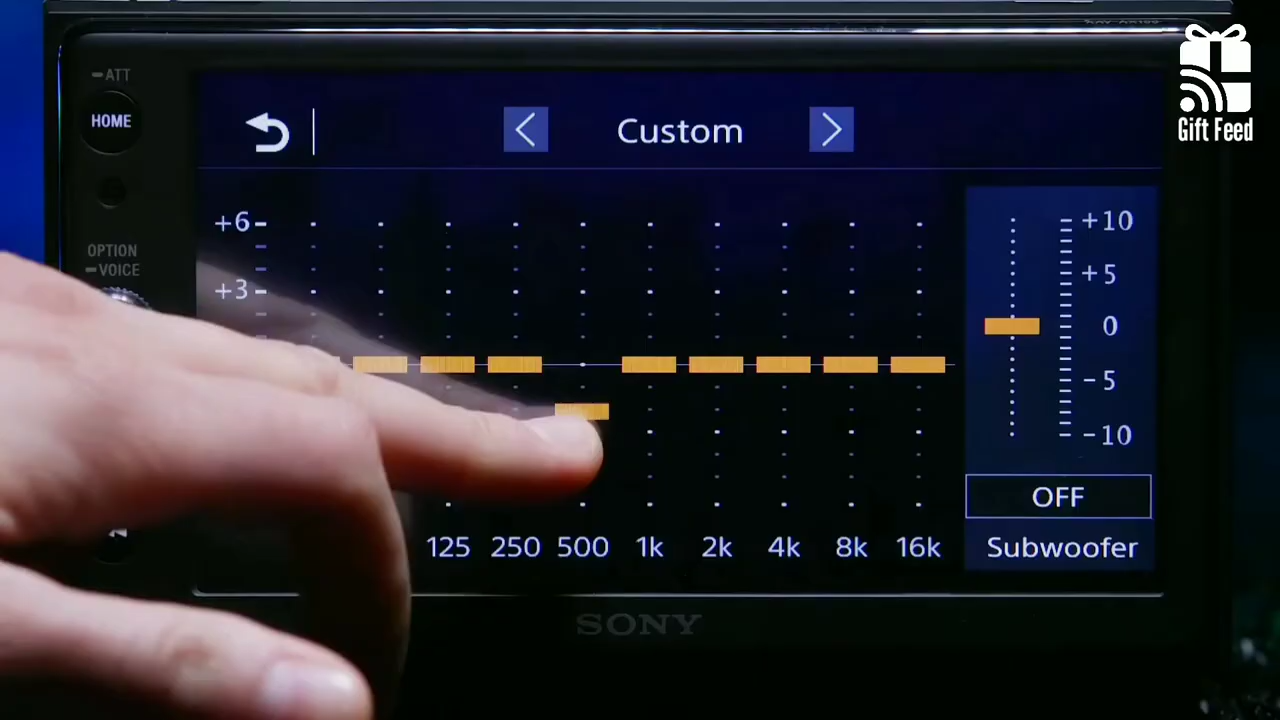 ATT
HOME
OPTION
VOICE
Custom
+6
+3
125 250 500 1k 2k 4k 8k 16k
+10
+5
0
-5
-10
OFF
Subwoofer
SONY
Gift Feed